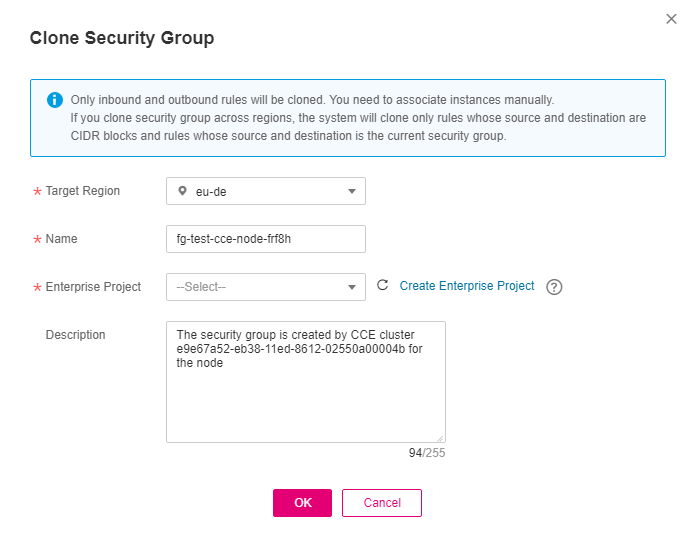 Clone Security Group
Only inbound and outbound rules will be cloned. You need to associate instances manually.
If you clone security group across regions, the system will clone only rules whose source and destination are
CIDR blocks and rules whose source and destination is the current security group.
* Target Region
eu-de
* Name
fg-test-cce-node-frf8h
* Enterprise Project
--Select--
Create Enterprise Project
?
Description
The security group is created by CCE cluster
e9e67a52-eb38-11ed-8612-02550a00004b for
the node
94/255
OK
Cancel